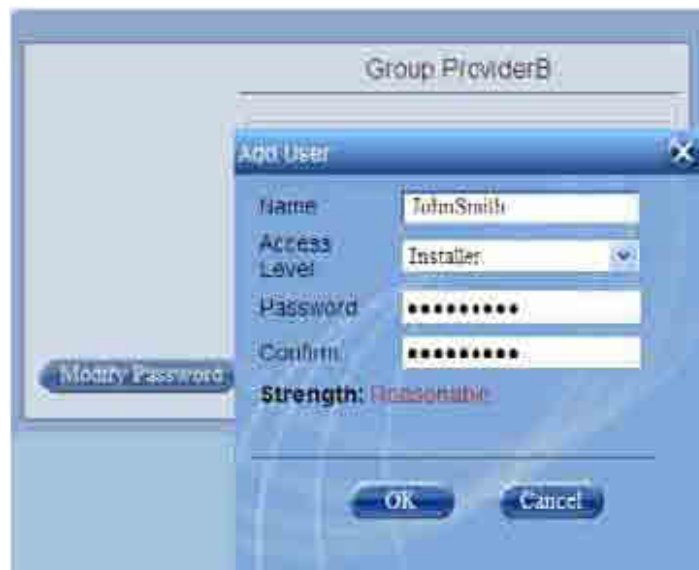 Group ProviderB
Add User
Name JohnSmith
Access Level Installer
Password •••••••••
Confirm •••••••••
Modify Password
Strength: Reasonable
OK Cancel